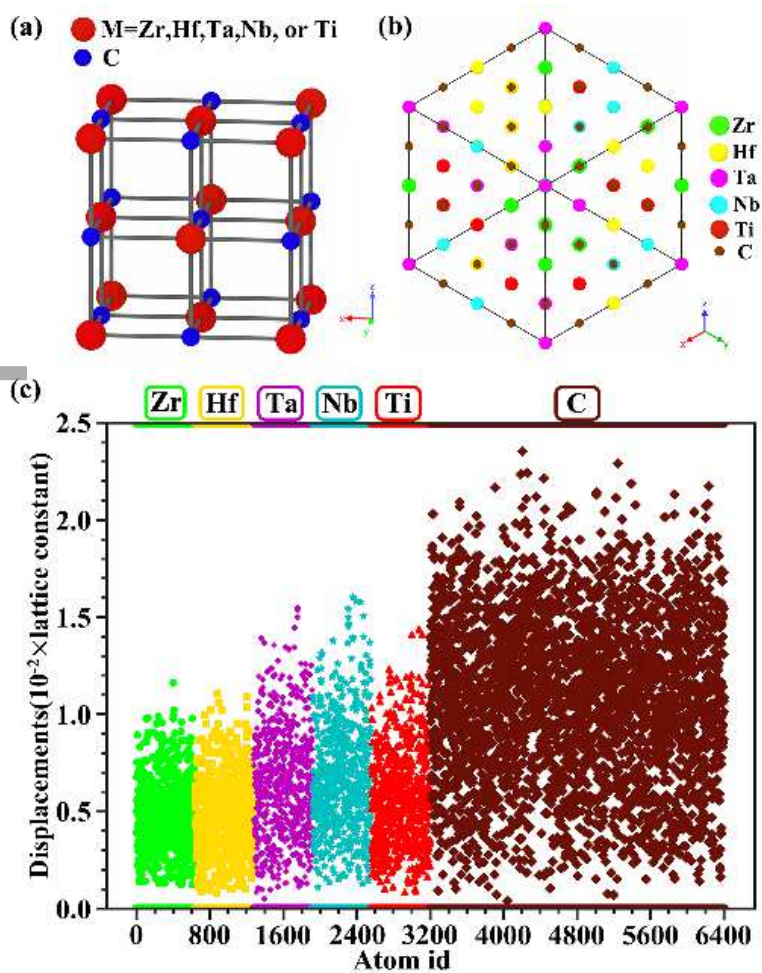 (a) M=Zr,Hf,Ta,Nb, or Ti
C
z
x
y
(b)
Zr
Hf
Ta
Nb
Ti
C
z
x
y
(c)
Zr Hf Ta Nb Ti C
Displacements(10⁻²×lattice constant)
2.5
2.0
1.5
1.0
0.5
0.0
0 800 1600 2400 3200 4000 4800 5600 6400
Atom id